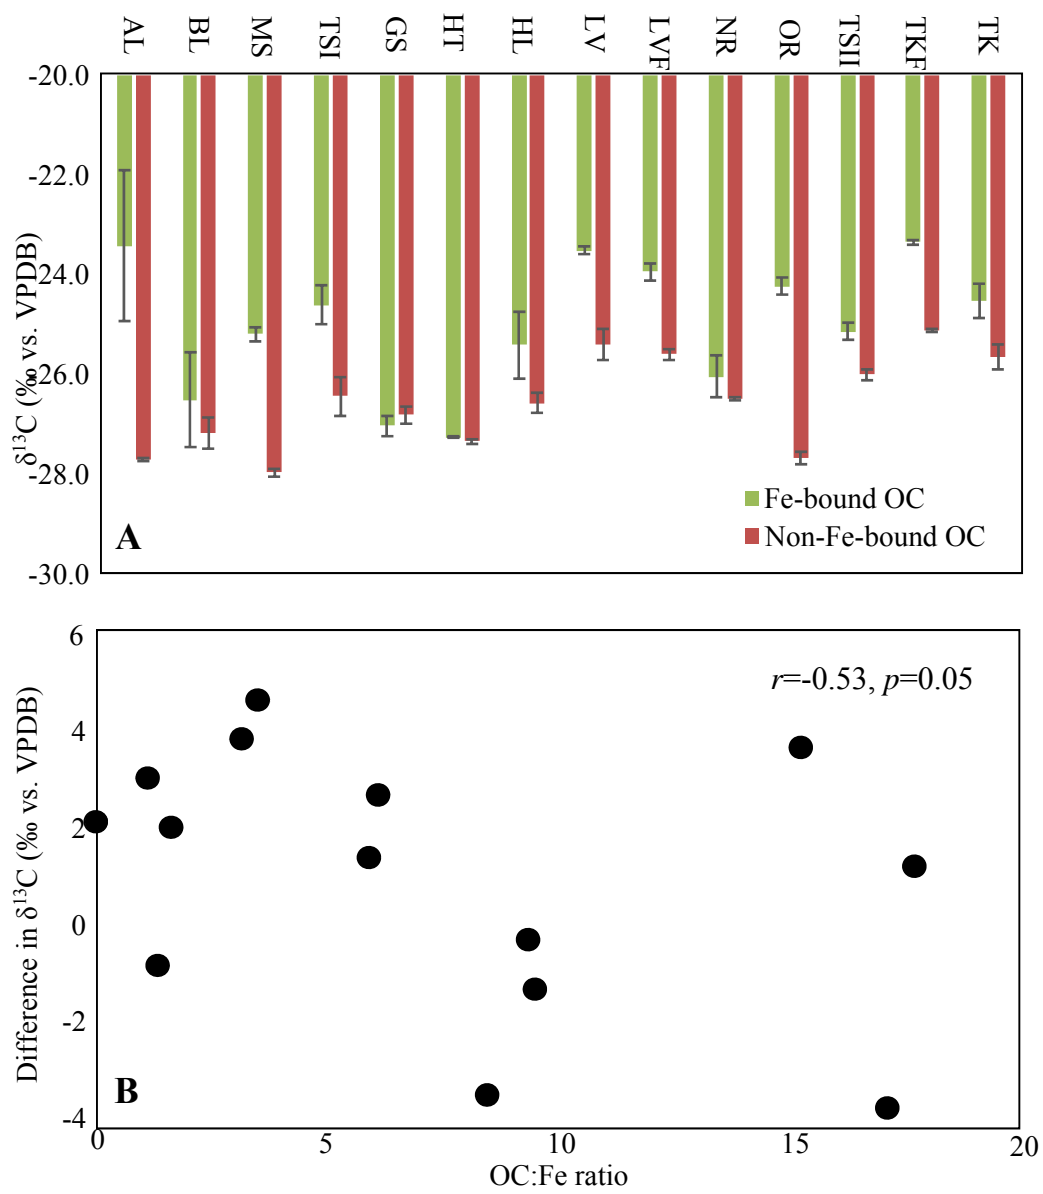 AL BL MS TSI GS HT HL LV LVF NR OR TSII TKF TK
-20.0
-22.0
-24.0
-26.0
-28.0
-30.0
δ¹³C (‰ vs. VPDB)
Fe-bound OC
Non-Fe-bound OC
A
6
4
2
0
-2
-4
Difference in δ¹³C (‰ vs. VPDB)
r=-0.53, p=0.05
B
0 5 10 15 20
OC:Fe ratio